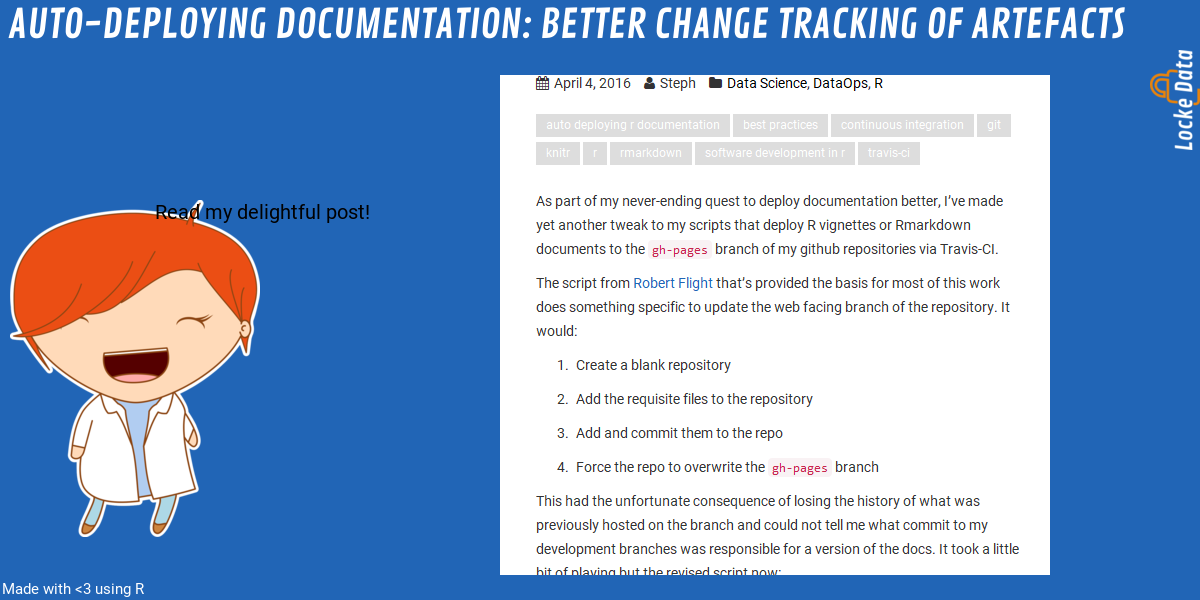 AUTO-DEPLOYING DOCUMENTATION: BETTER CHANGE TRACKING OF ARTEFACTS
Locke Data
Read my delightful post!
April 4, 2016 Steph Data Science, DataOps, R
auto deploying r documentation best practices continuous integration git
knitr r rmarkdown software development in r travis-ci
As part of my never-ending quest to deploy documentation better, I've made
yet another tweak to my scripts that deploy R vignettes or Rmarkdown
documents to the gh-pages branch of my github repositories via Travis-CI.
The script from Robert Flight that's provided the basis for most of this work
does something specific to update the web facing branch of the repository. It
would:
1. Create a blank repository
2. Add the requisite files to the repository
3. Add and commit them to the repo
4. Force the repo to overwrite the gh-pages branch
This had the unfortunate consequence of losing the history of what was
previously hosted on the branch and could not tell me what commit to my
development branches was responsible for a version of the docs. It took a little
bit of playing but the revised script now:
Made with <3 using R